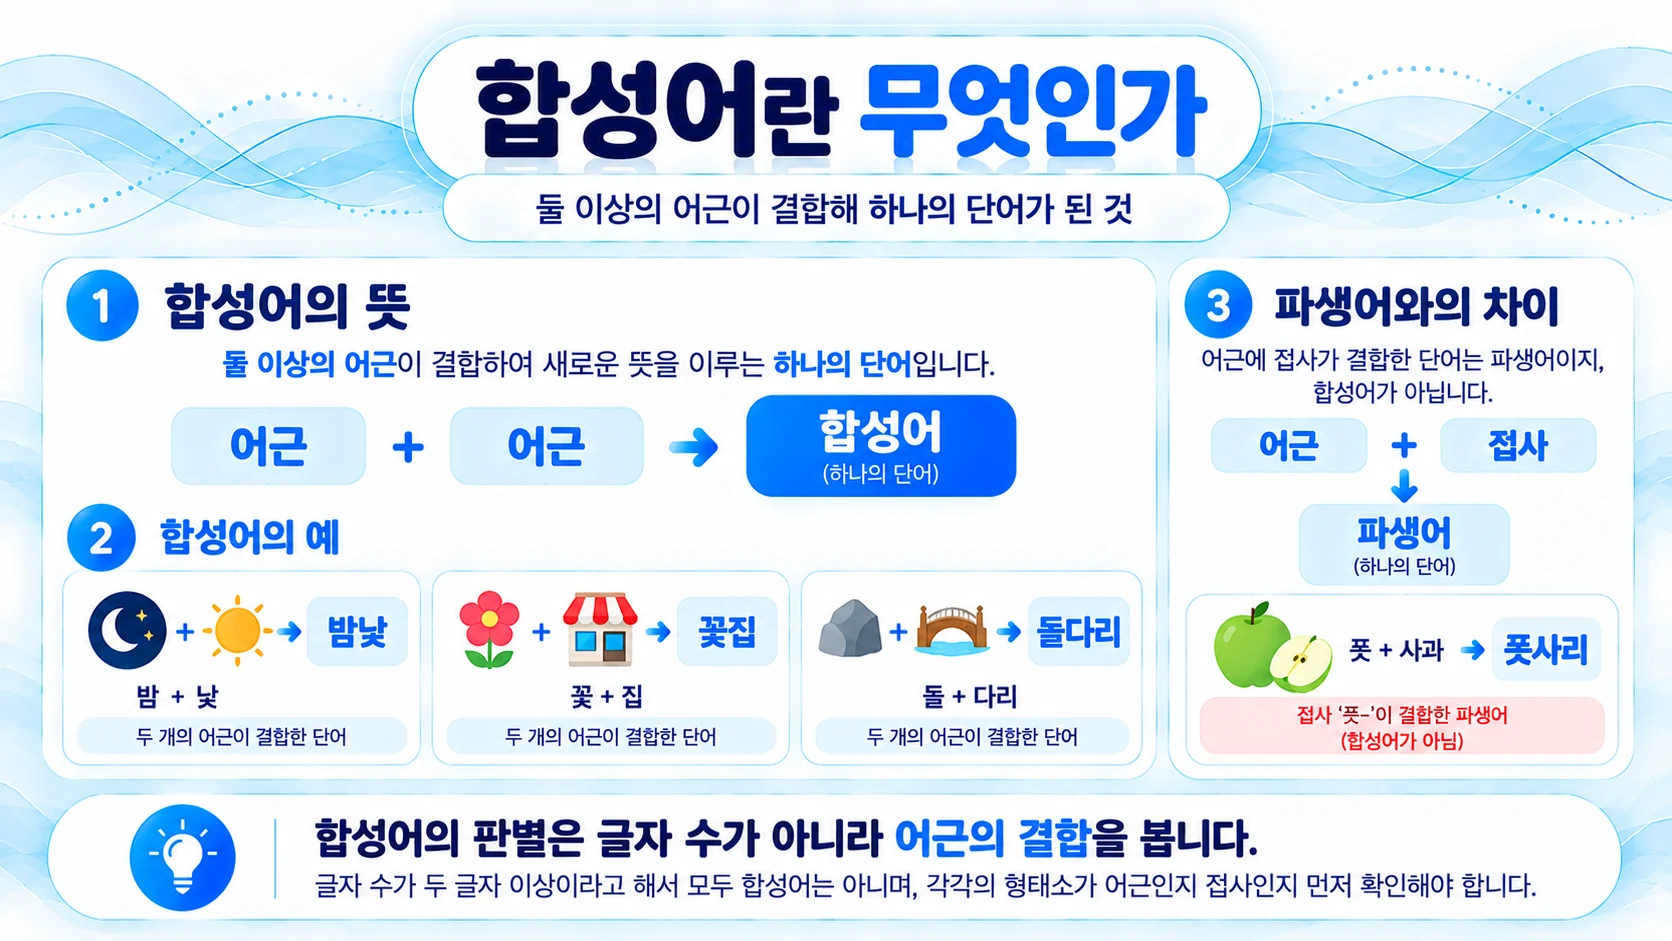 합성어란 무엇인가
둘 이상의 어근이 결합해 하나의 단어가 된 것
1 합성어의 뜻
둘 이상의 어근이 결합하여 새로운 뜻을 이루는 하나의 단어입니다.
어근 + 어근 → 합성어
(하나의 단어)
2 합성어의 예
+ → 밤낯
밤 + 낯
두 개의 어근이 결합한 단어
+ → 꽃집
꽃 + 집
두 개의 어근이 결합한 단어
+ → 돌다리
돌 + 다리
두 개의 어근이 결합한 단어
3 파생어와의 차이
어근에 접사가 결합한 단어는 파생어이지,
합성어가 아닙니다.
어근 + 접사
↓
파생어
(하나의 단어)
풋 + 사과 → 풋사리
접사 ‘풋-’이 결합한 파생어
(합성어가 아님)
합성어의 판별은 글자 수가 아니라 어근의 결합을 봅니다.
글자 수가 두 글자 이상이라고 해서 모두 합성어는 아니며, 각각의 형태소가 어근인지 접사인지 먼저 확인해야 합니다.